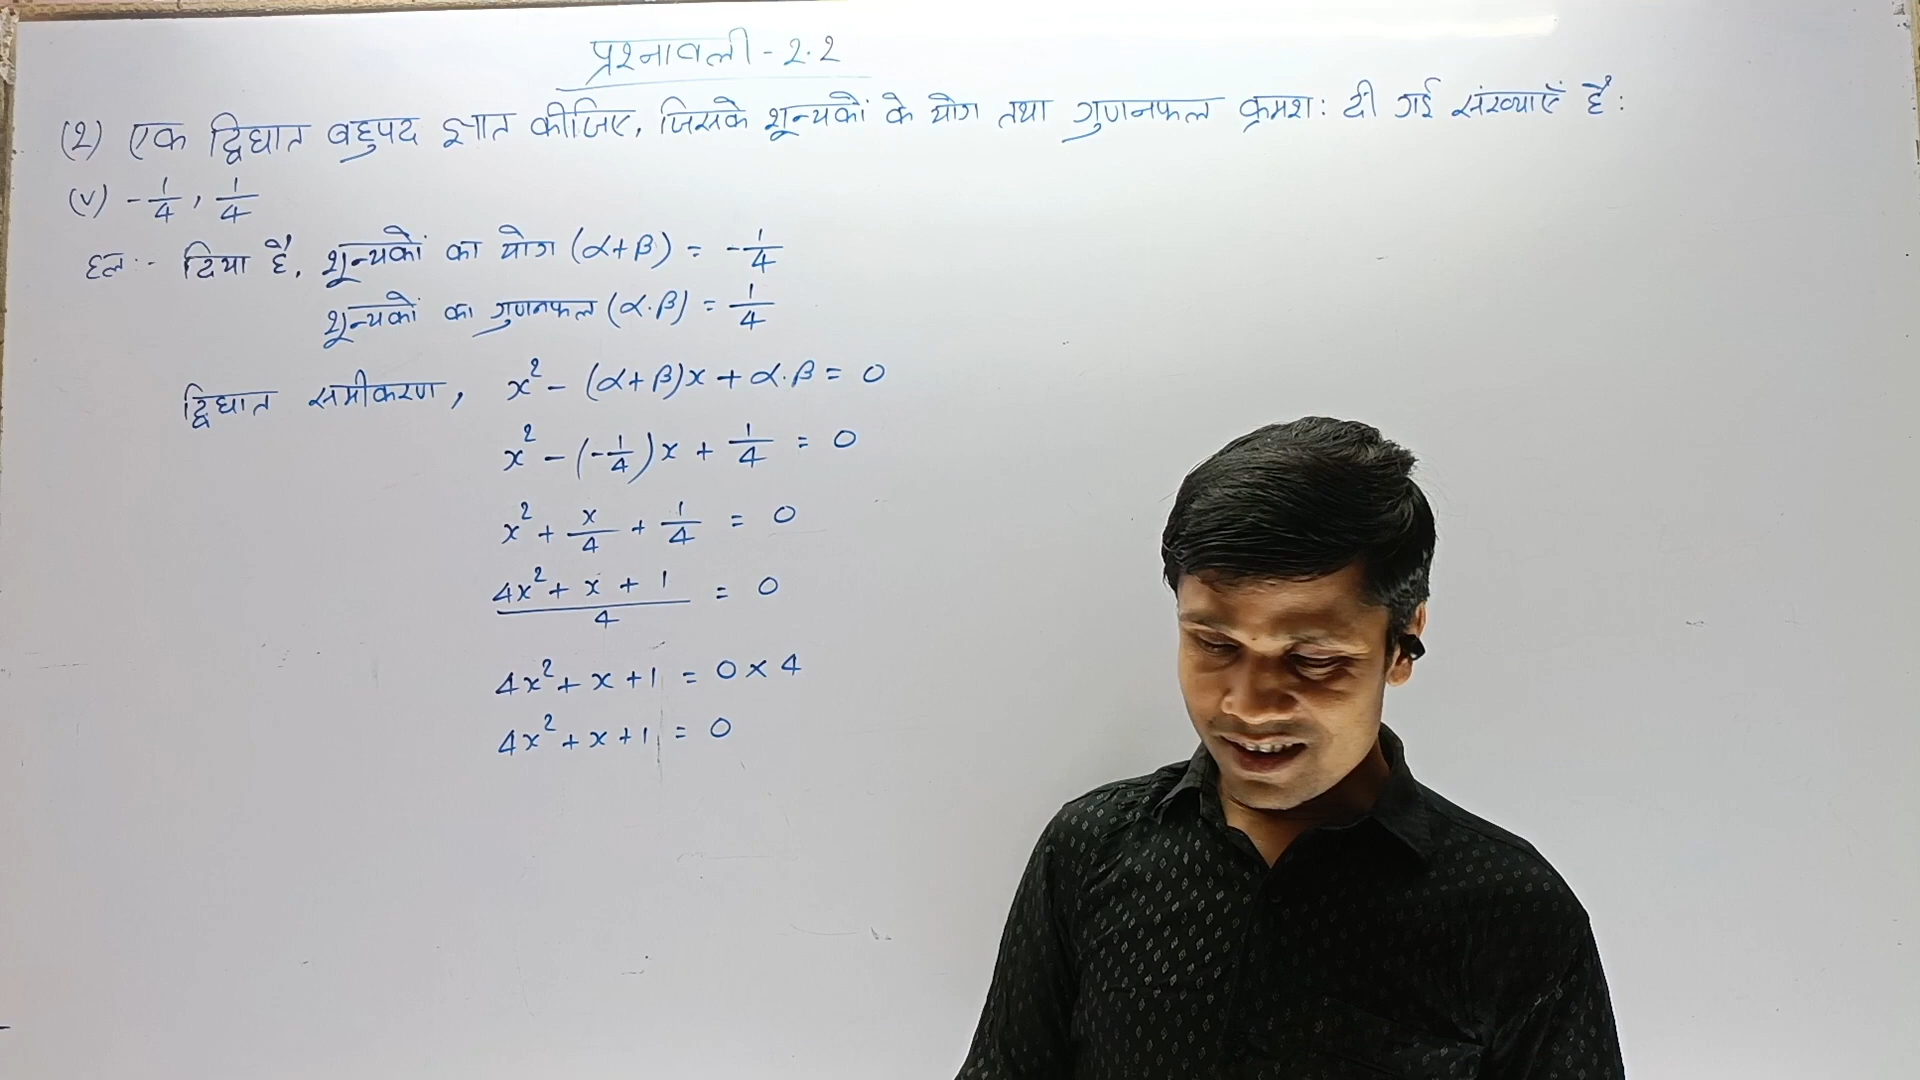 प्रश्नावली - 2.2
(2) एक द्विघात बहुपद ज्ञात कीजिए, जिसके शून्यकों के योग तथा गुणनफल क्रमश: दी गई संख्याएँ हैं :
(v) -1/4, 1/4
हल:- दिया है, शून्यकों का योग (α+β) = -1/4
शून्यकों का गुणनफल (α.β) = 1/4
द्विघात समीकरण, x² - (α+β)x + α.β = 0
x² - (-1/4)x + 1/4 = 0
x² + x/4 + 1/4 = 0
(4x² + x + 1)/4 = 0
4x² + x + 1 = 0 × 4
4x² + x + 1 = 0